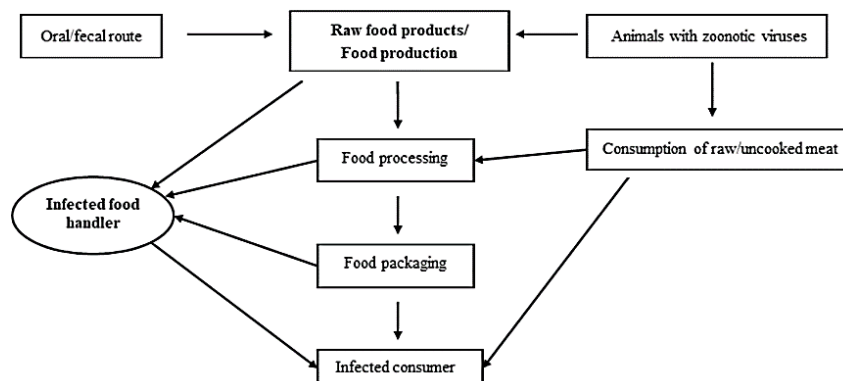 Oral/fecal route
Raw food products/
Food production
Animals with zoonotic viruses
Food processing
Consumption of raw/uncooked meat
Infected food
handler
Food packaging
Infected consumer